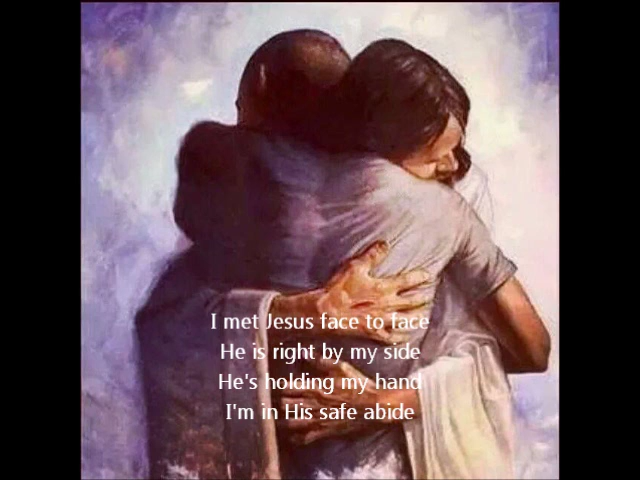 I met Jesus face to face
He is right by my side
He's holding my hand
I'm in His safe abide